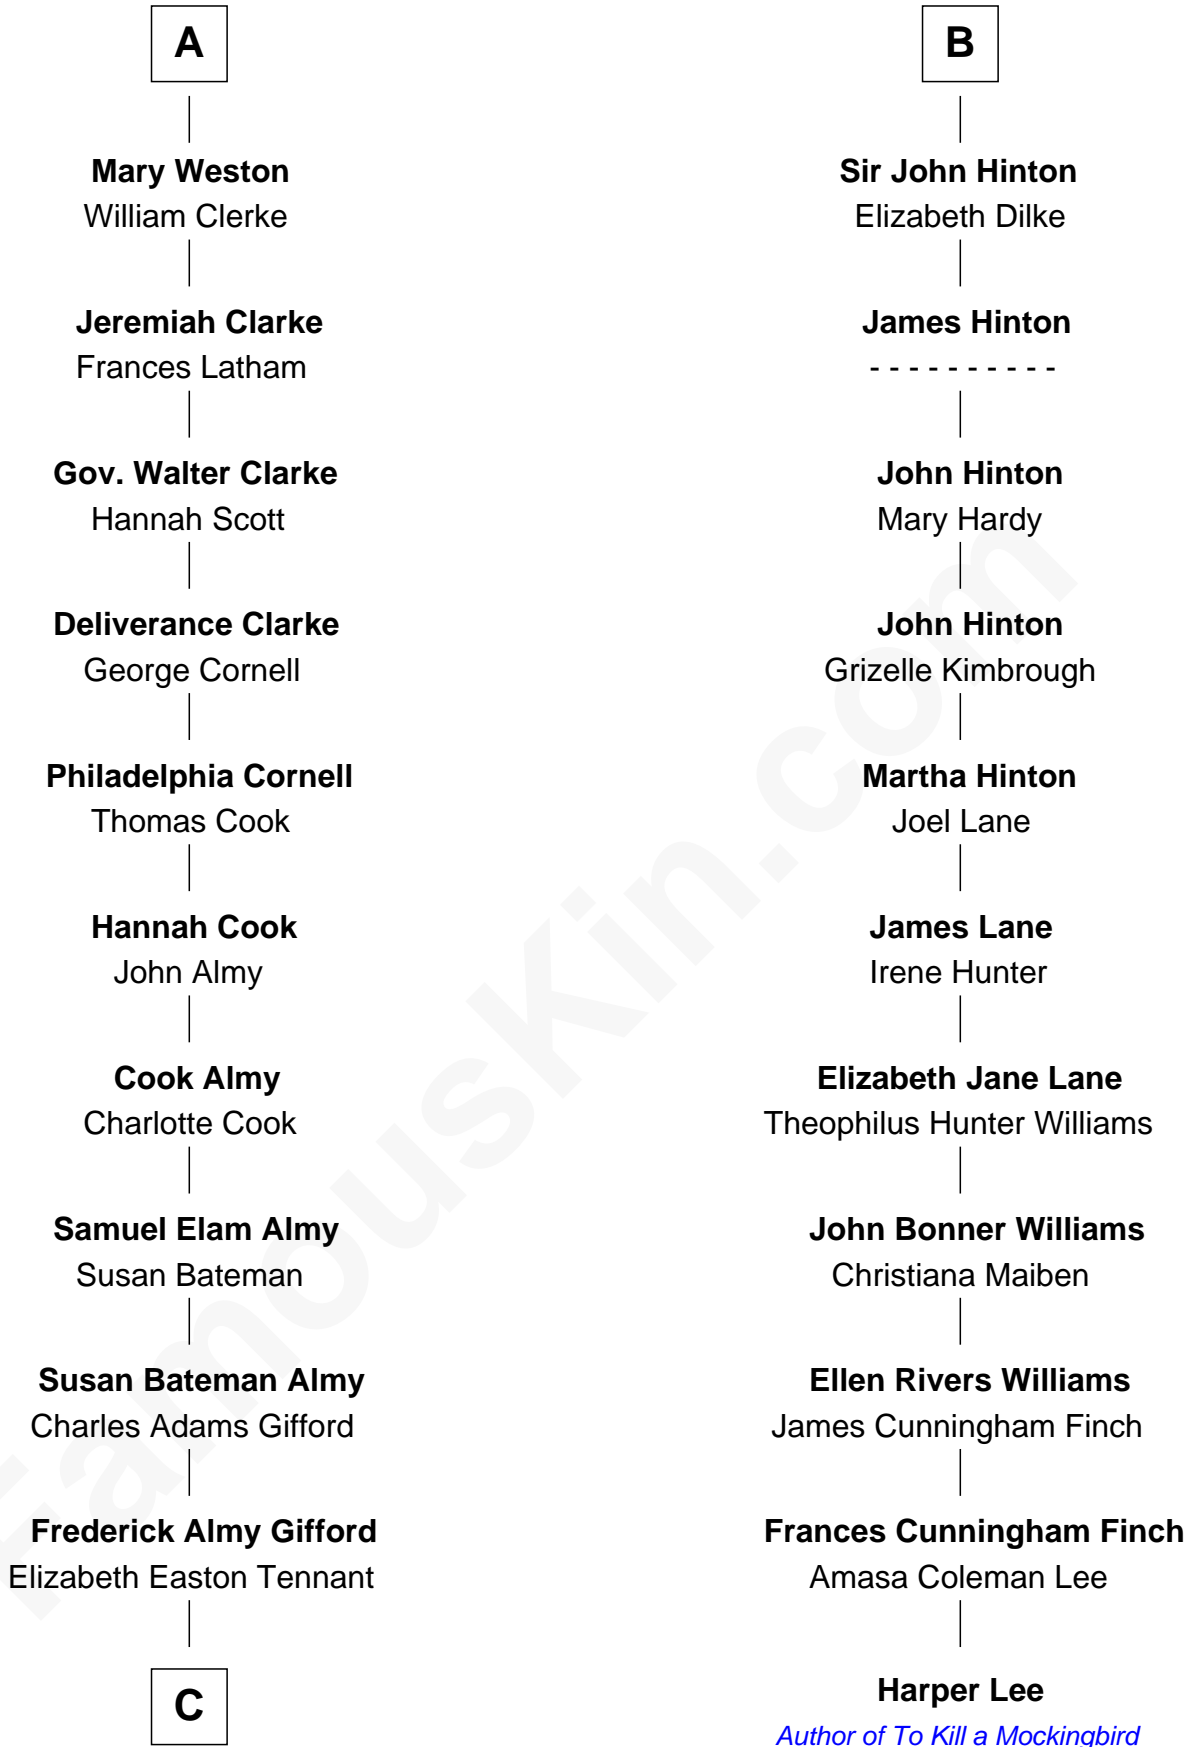 A
Mary Weston
William Clerke
Jeremiah Clarke
Frances Latham
Gov. Walter Clarke
Hannah Scott
Deliverance Clarke
George Cornell
Philadelphia Cornell
Thomas Cook
Hannah Cook
John Almy
Cook Almy
Charlotte Cook
Samuel Elam Almy
Susan Bateman
Susan Bateman Almy
Charles Adams Gifford
Frederick Almy Gifford
Elizabeth Easton Tennant
C
B
Sir John Hinton
Elizabeth Dilke
James Hinton
- - - - - - - - - -
John Hinton
Mary Hardy
John Hinton
Grizelle Kimbrough
Martha Hinton
Joel Lane
James Lane
Irene Hunter
Elizabeth Jane Lane
Theophilus Hunter Williams
John Bonner Williams
Christiana Maiben
Ellen Rivers Williams
James Cunningham Finch
Frances Cunningham Finch
Amasa Coleman Lee
Harper Lee
Author of To Kill a Mockingbird
FamousKin.com